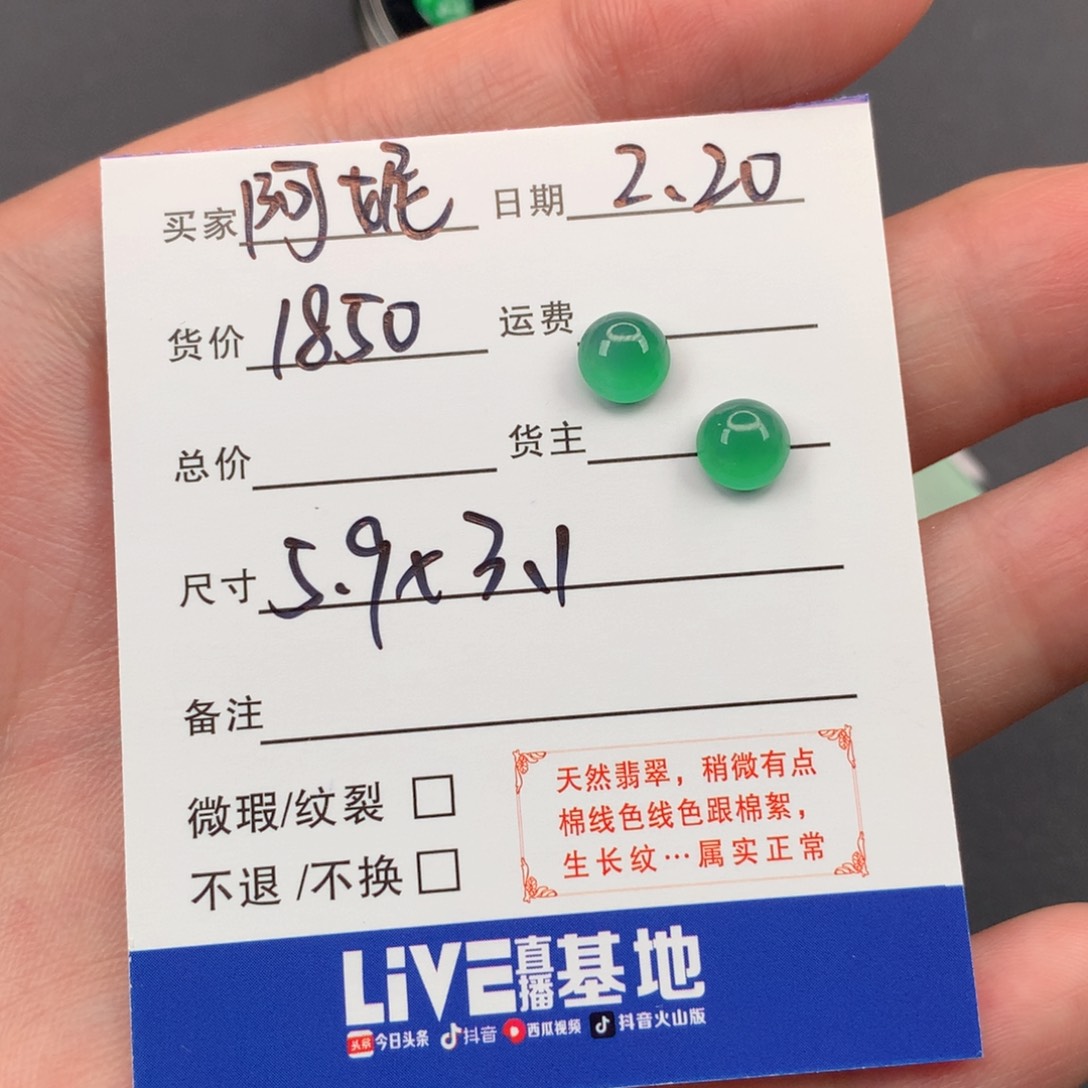 买家 阿妮 日期 2、20
货价 1850 运费
总价 货主
尺寸 5.9x3.1
备注
微瑕/纹裂 □
不退/不换 □
天然翡翠，稍微有点
棉线色线色跟棉絮，
生长纹…属实正常
LiVE直播基地
头条 今日头条 抖音 西瓜视频 抖音火山版